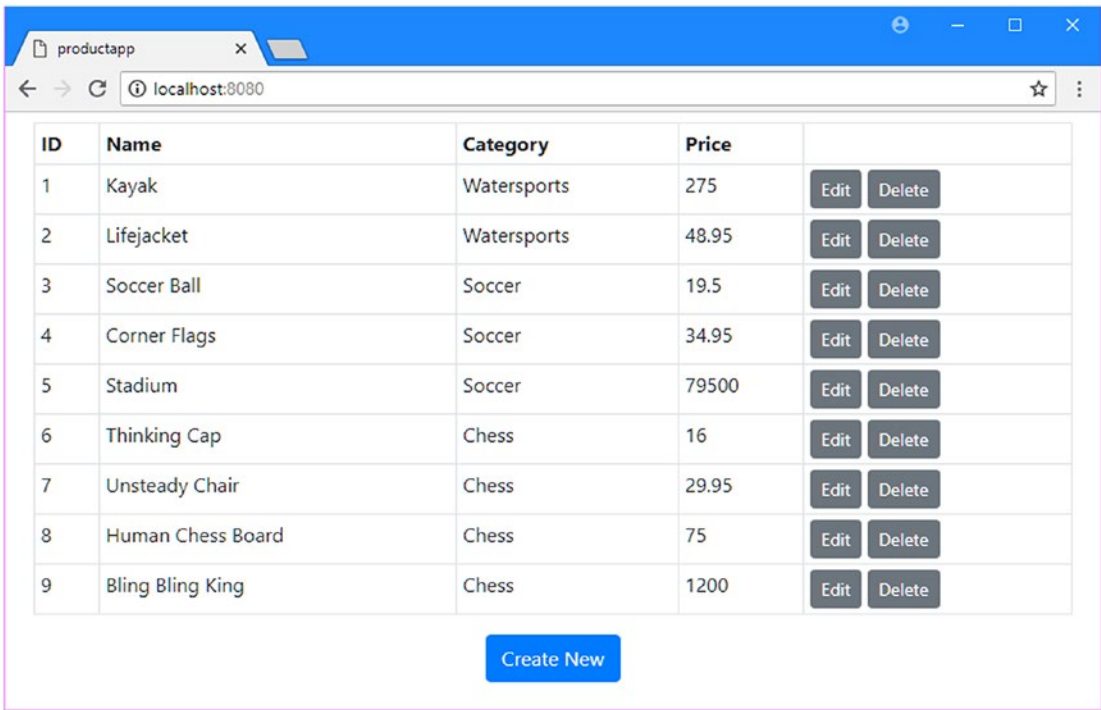 productapp
localhost:8080
ID Name Category Price
1 Kayak Watersports 275 Edit Delete
2 Lifejacket Watersports 48.95 Edit Delete
3 Soccer Ball Soccer 19.5 Edit Delete
4 Corner Flags Soccer 34.95 Edit Delete
5 Stadium Soccer 79500 Edit Delete
6 Thinking Cap Chess 16 Edit Delete
7 Unsteady Chair Chess 29.95 Edit Delete
8 Human Chess Board Chess 75 Edit Delete
9 Bling Bling King Chess 1200 Edit Delete
Create New